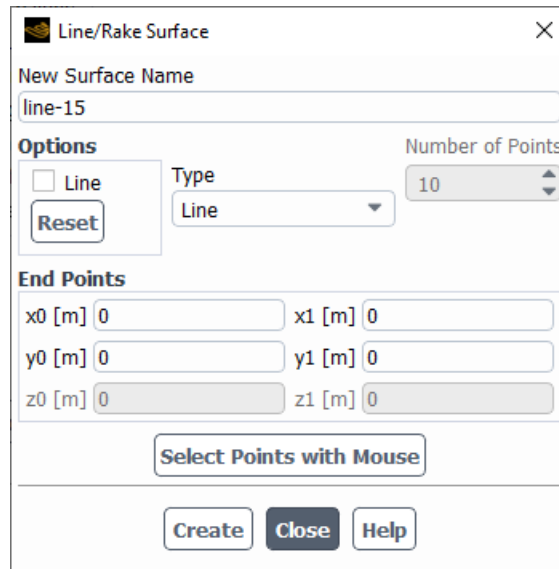 Line/Rake Surface
New Surface Name
line-15
Options
Number of Points
Line
Type
10
Reset
Line
End Points
x0 [m] 0
x1 [m] 0
y0 [m] 0
y1 [m] 0
z0 [m] 0
z1 [m] 0
Select Points with Mouse
Create
Close
Help